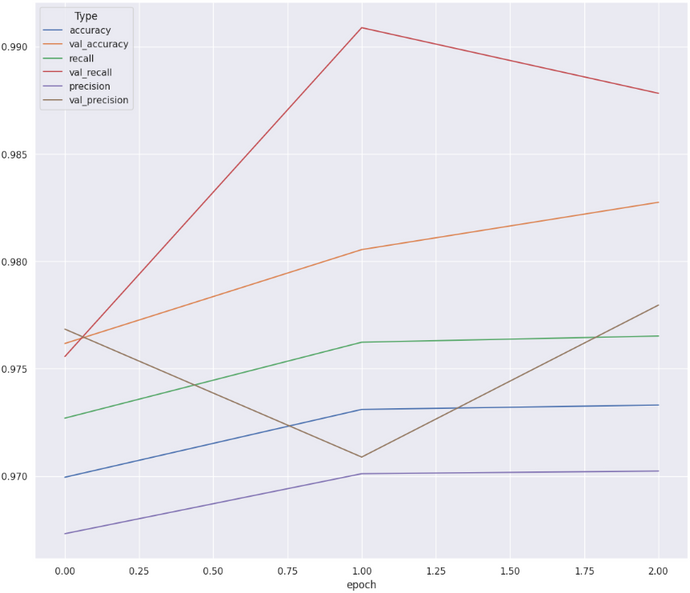 Type
accuracy
val_accuracy
recall
val_recall
precision
val_precision
0.990
0.985
0.980
0.975
0.970
0.00 0.25 0.50 0.75 1.00 1.25 1.50 1.75 2.00
epoch